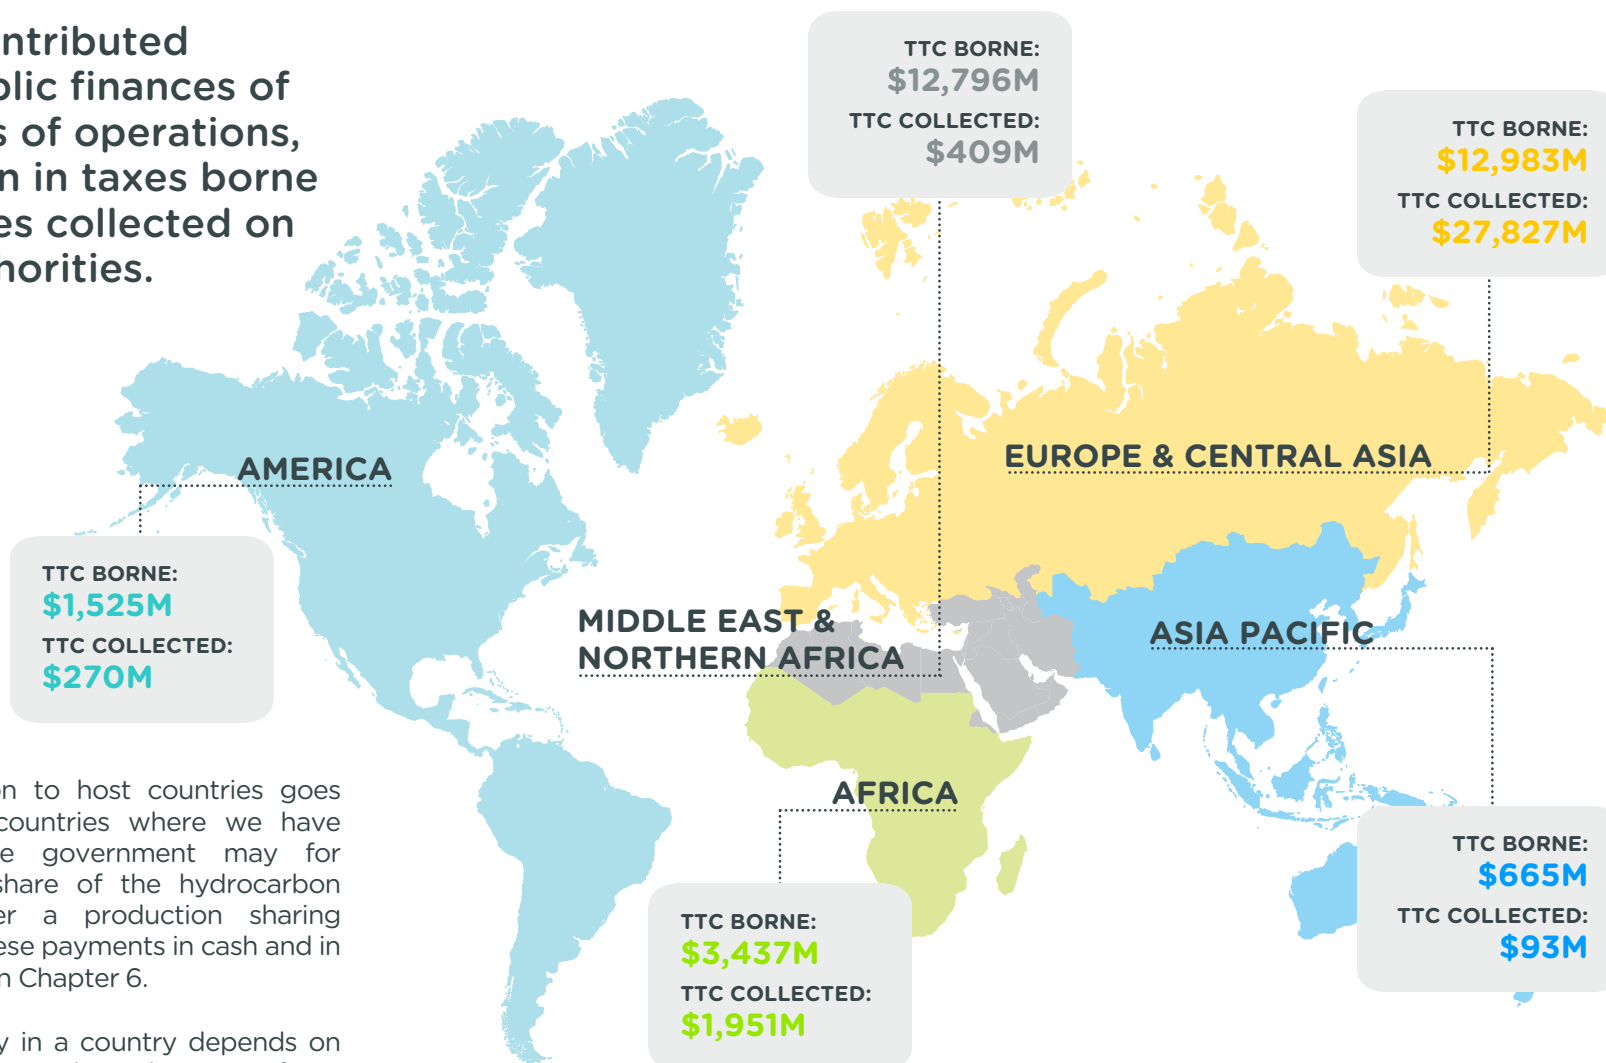 ntributed
blic finances of
s of operations,
n in taxes borne
es collected on
horities.
TTC BORNE:
$12,796M
TTC COLLECTED:
$409M
TTC BORNE:
$12,983M
TTC COLLECTED:
$27,827M
AMERICA
EUROPE & CENTRAL ASIA
TTC BORNE:
$1,525M
TTC COLLECTED:
$270M
MIDDLE EAST &
NORTHERN AFRICA
ASIA PACIFIC
AFRICA
on to host countries goes
countries where we have
e government may for
share of the hydrocarbon
er a production sharing
ese payments in cash and in
n Chapter 6.
y in a country depends on
TTC BORNE:
$3,437M
TTC COLLECTED:
$1,951M
TTC BORNE:
$665M
TTC COLLECTED:
$93M